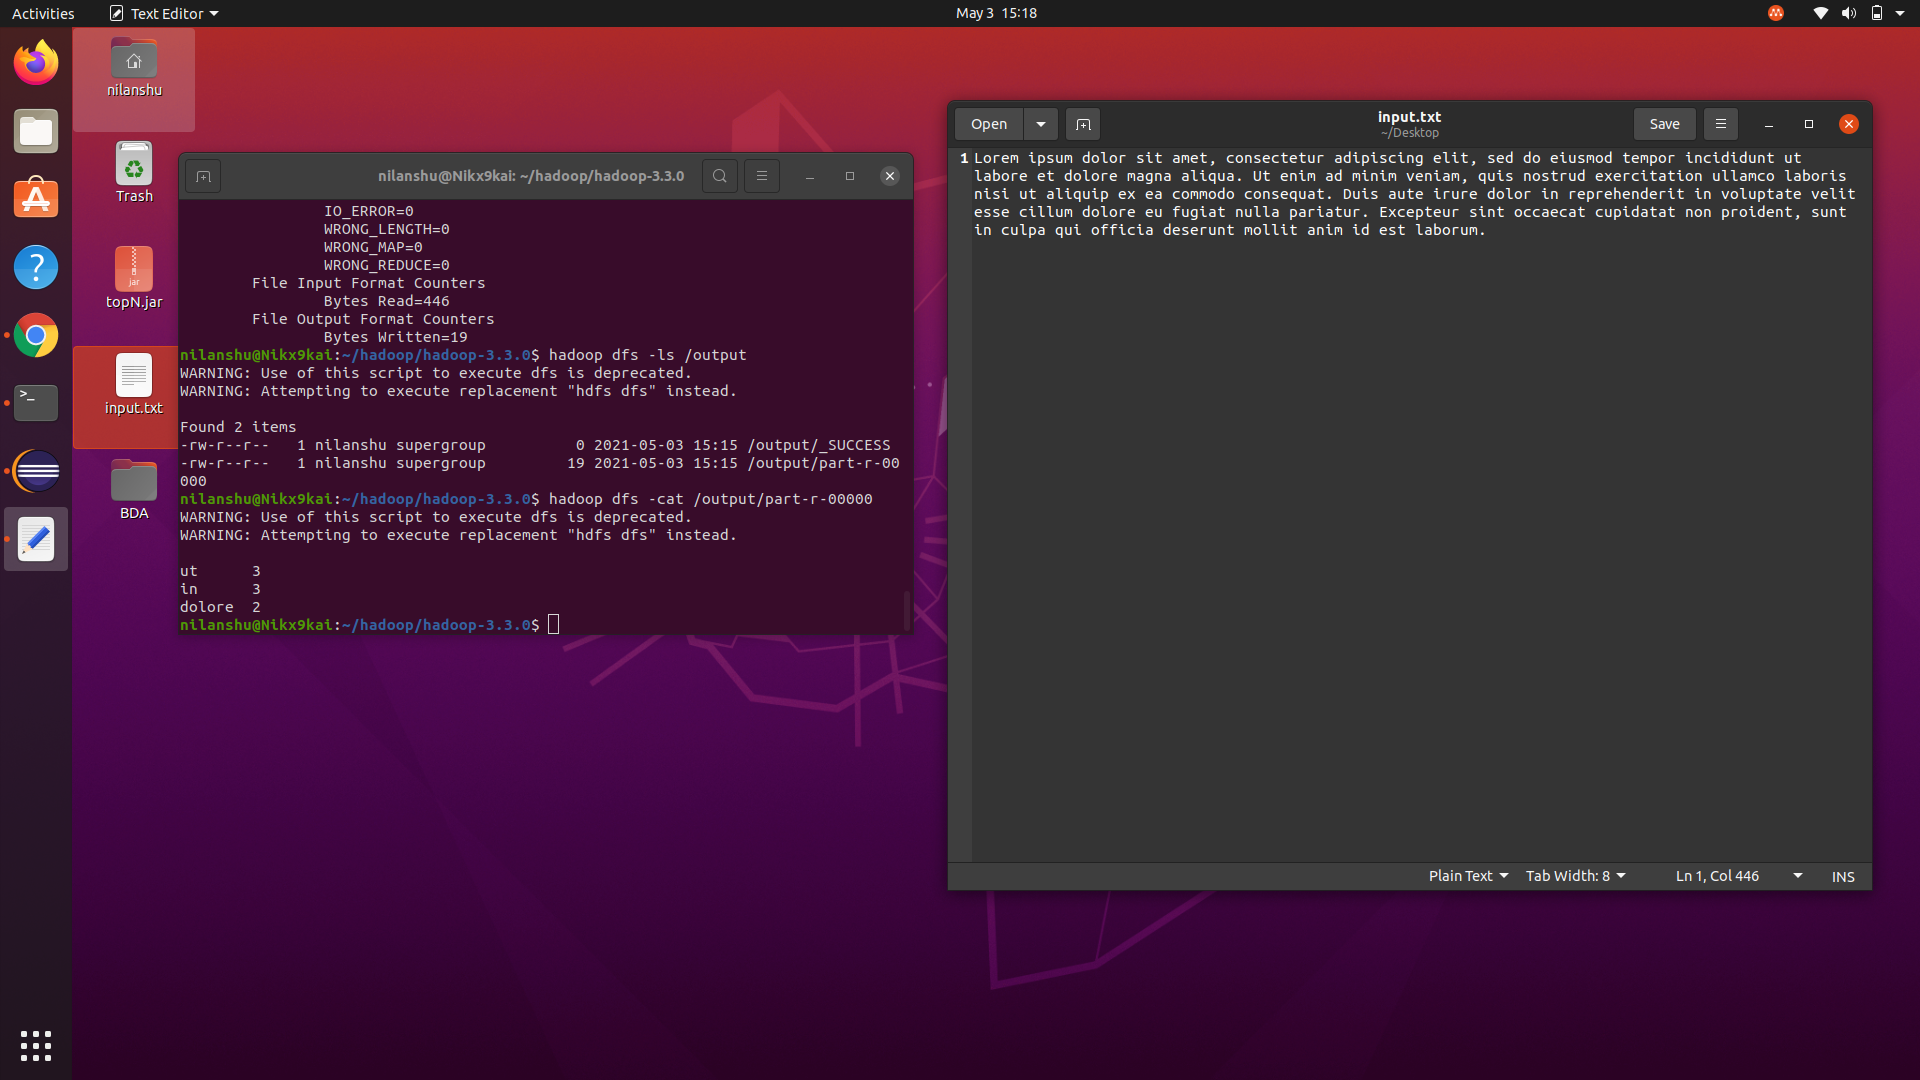 Activities
Text Editor
May 3 15:18
nilanshu
Trash
jar
topN.jar
input.txt
BDA
nilanshu@Nikx9kai: ~/hadoop/hadoop-3.3.0
IO_ERROR=0
WRONG_LENGTH=0
WRONG_MAP=0
WRONG_REDUCE=0
File Input Format Counters
Bytes Read=446
File Output Format Counters
Bytes Written=19
nilanshu@Nikx9kai:~/hadoop/hadoop-3.3.0$ hadoop dfs -ls /output
WARNING: Use of this script to execute dfs is deprecated.
WARNING: Attempting to execute replacement "hdfs dfs" instead.
Found 2 items
-rw-r--r-- 1 nilanshu supergroup 0 2021-05-03 15:15 /output/_SUCCESS
-rw-r--r-- 1 nilanshu supergroup 19 2021-05-03 15:15 /output/part-r-00
000
nilanshu@Nikx9kai:~/hadoop/hadoop-3.3.0$ hadoop dfs -cat /output/part-r-00000
WARNING: Use of this script to execute dfs is deprecated.
WARNING: Attempting to execute replacement "hdfs dfs" instead.
ut 3
in 3
dolore 2
nilanshu@Nikx9kai:~/hadoop/hadoop-3.3.0$
Open
input.txt
~/Desktop
Save
1 Lorem ipsum dolor sit amet, consectetur adipiscing elit, sed do eiusmod tempor incididunt ut
labore et dolore magna aliqua. Ut enim ad minim veniam, quis nostrud exercitation ullamco laboris
nisi ut aliquip ex ea commodo consequat. Duis aute irure dolor in reprehenderit in voluptate velit
esse cillum dolore eu fugiat nulla pariatur. Excepteur sint occaecat cupidatat non proident, sunt
in culpa qui officia deserunt mollit anim id est laborum.
Plain Text
Tab Width: 8
Ln 1, Col 446
INS